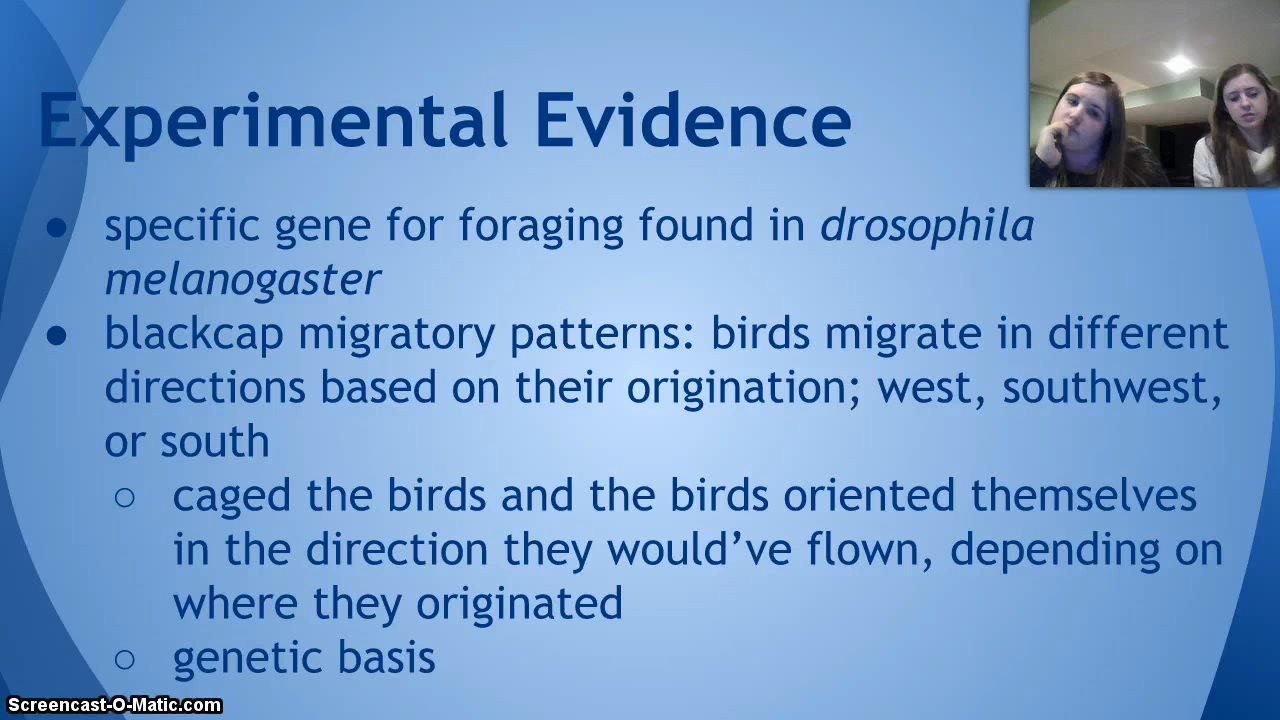 Experimental Evidence
● specific gene for foraging found in drosophila
melanogaster
● blackcap migratory patterns: birds migrate in different
directions based on their origination; west, southwest,
or south
○ caged the birds and the birds oriented themselves
in the direction they would’ve flown, depending on
where they originated
○ genetic basis
Screencast-O-Matic.com